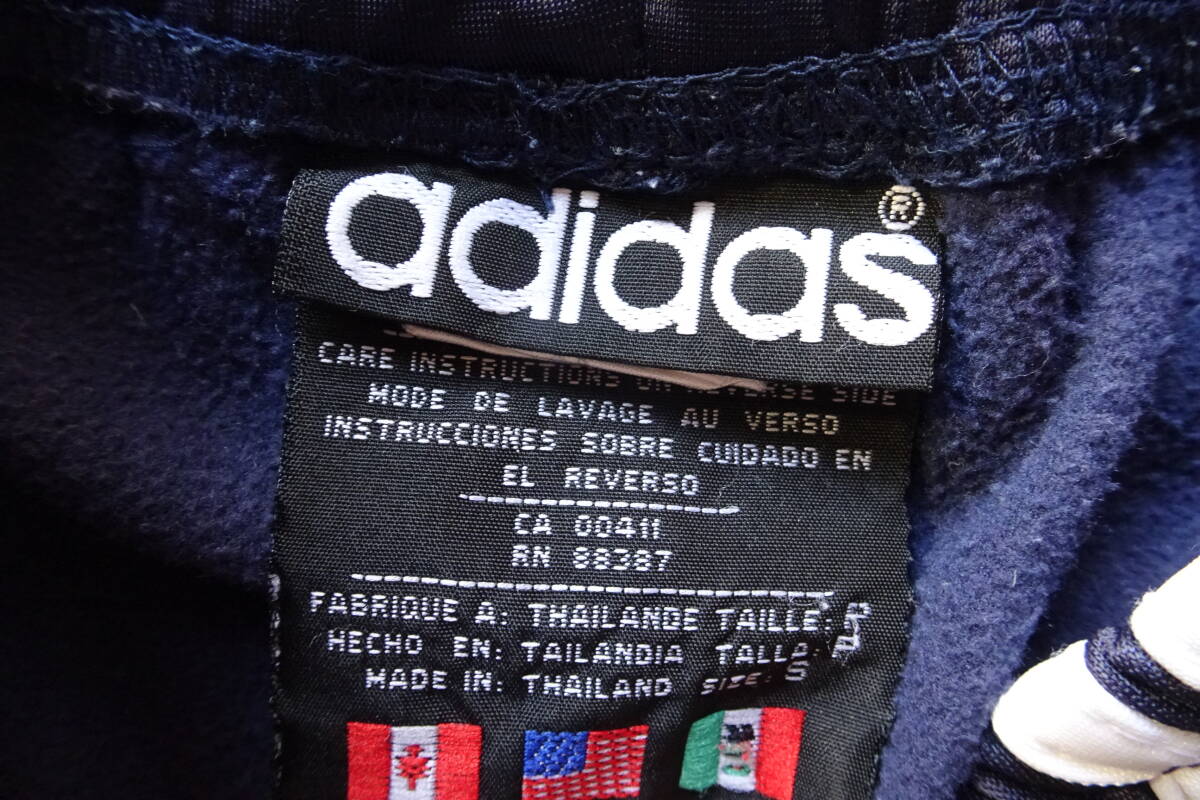 adidas®
CARE INSTRUCTIONS ON REVERSE SIDE
MODE DE LAVAGE AU VERSO
INSTRUCCIONES SOBRE CUIDADO EN
EL REVERSO
CA 00411
RN 88387
FABRIQUE A: THAILANDE TAILLE:
HECHO EN: TAILANDIA TALLA:
MADE IN: THAILAND SIZE: S